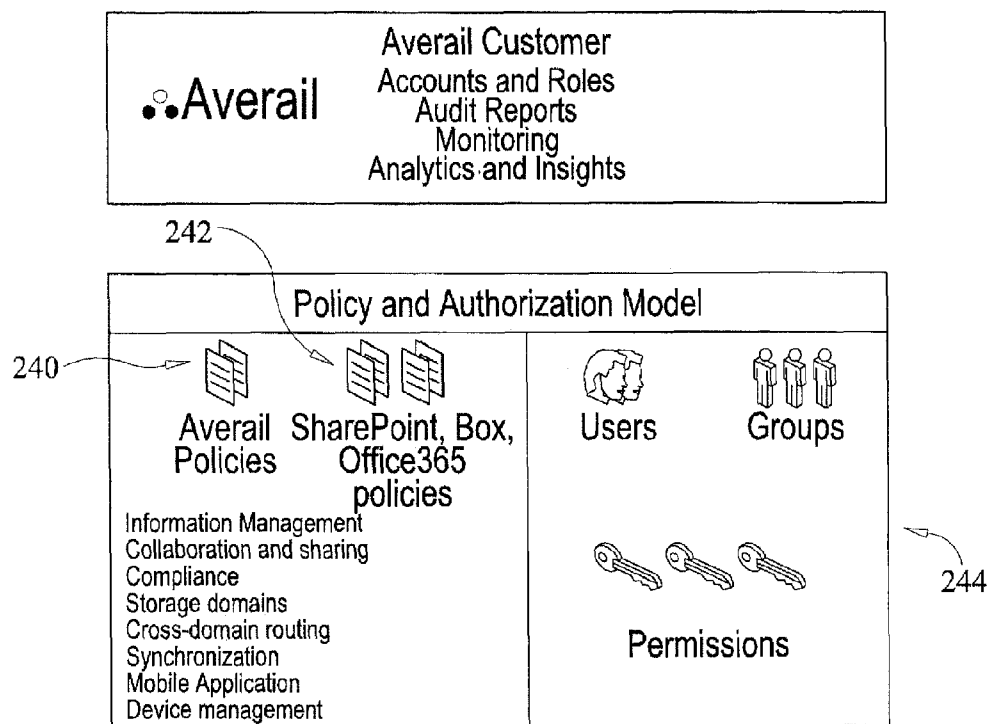 Averail Customer
Averail
Accounts and Roles
Audit Reports
Monitoring
Analytics and Insights
242
Policy and Authorization Model
240
Averail Policies
SharePoint, Box,
Office365
policies
Users
Groups
Information Management
Collaboration and sharing
Compliance
Storage domains
Cross-domain routing
Synchronization
Mobile Application
Device management
Permissions
244